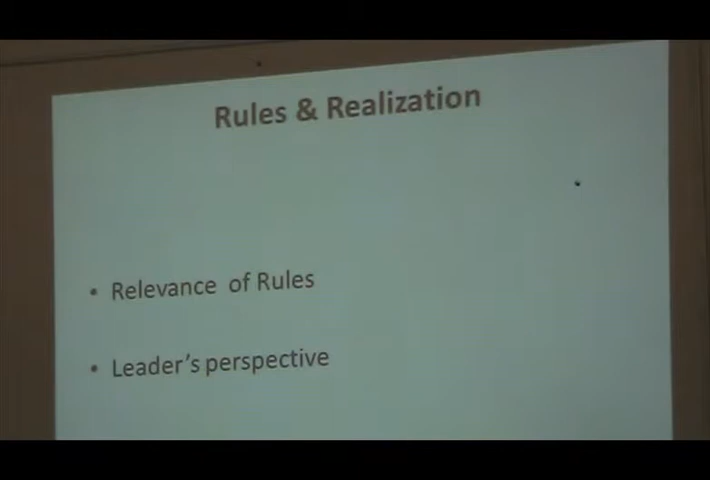 Rules & Realization
• Relevance of Rules
• Leader's perspective